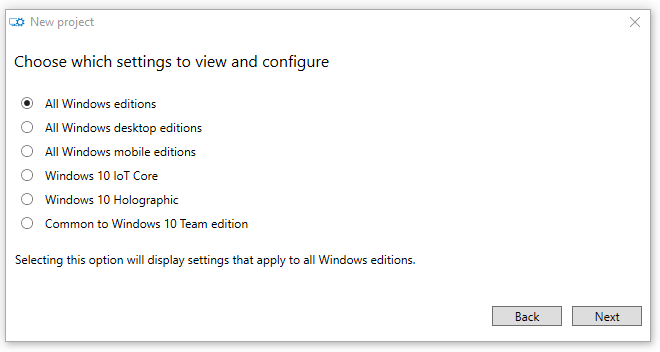 New project
Choose which settings to view and configure
All Windows editions
All Windows desktop editions
All Windows mobile editions
Windows 10 IoT Core
Windows 10 Holographic
Common to Windows 10 Team edition
Selecting this option will display settings that apply to all Windows editions.
Back Next